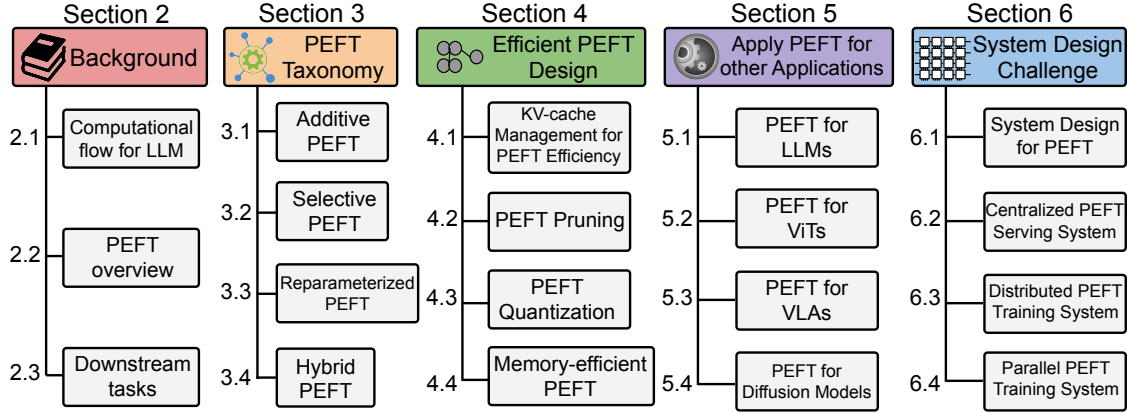 Section 2
Background
2.1
Computational
flow for LLM
2.2
PEFT
overview
2.3
Downstream
tasks
Section 3
PEFT
Taxonomy
3.1
Additive
PEFT
3.2
Selective
PEFT
3.3
Reparameterized
PEFT
3.4
Hybrid
PEFT
Section 4
Efficient PEFT
Design
4.1
KV-cache
Management for
PEFT Efficiency
4.2
PEFT Pruning
4.3
PEFT
Quantization
4.4
Memory-efficient
PEFT
Section 5
Apply PEFT for
other Applications
5.1
PEFT for
LLMs
5.2
PEFT for
ViTs
5.3
PEFT for
VLAs
5.4
PEFT for
Diffusion Models
Section 6
System Design
Challenge
6.1
System Design
for PEFT
6.2
Centralized PEFT
Serving System
6.3
Distributed PEFT
Training System
6.4
Parallel PEFT
Training System